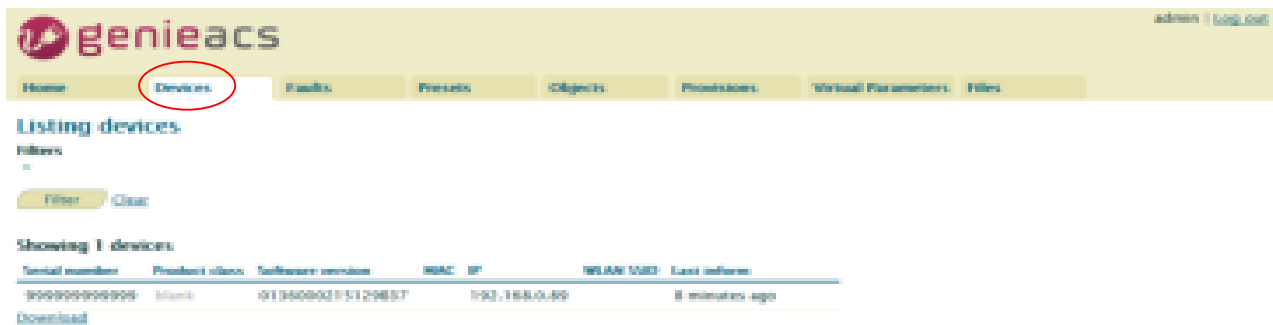 genieacs
admin | Log out
Home Devices Faults Presets Objects Provisions Virtual Parameters Files
Listing devices
Filters
Filter Clear
Showing 1 devices
Serial number Product class Software version MAC IP WLAN SSID Last inform
blank 192.168.0.89 8 minutes ago
Download